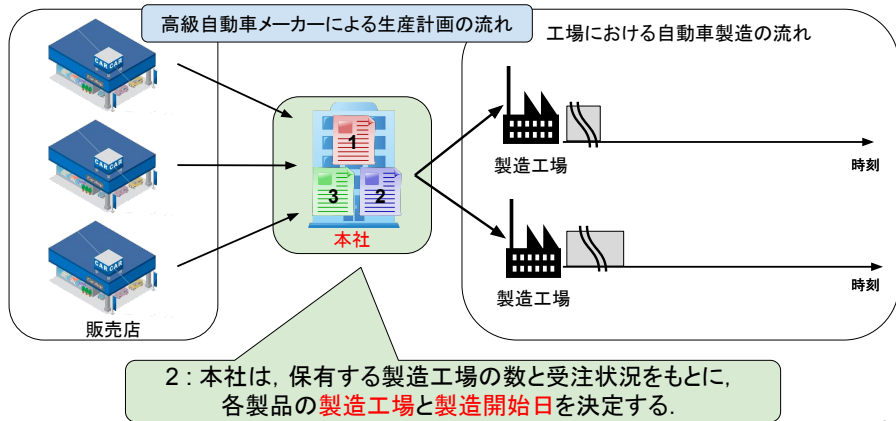 高級自動車メーカーによる生産計画の流れ
工場における自動車製造の流れ
CAR CAR
CAR CAR
CAR CAR
販売店
1
3
2
本社
製造工場
時刻
製造工場
時刻
2：本社は，保有する製造工場の数と受注状況をもとに，
各製品の製造工場と製造開始日を決定する．